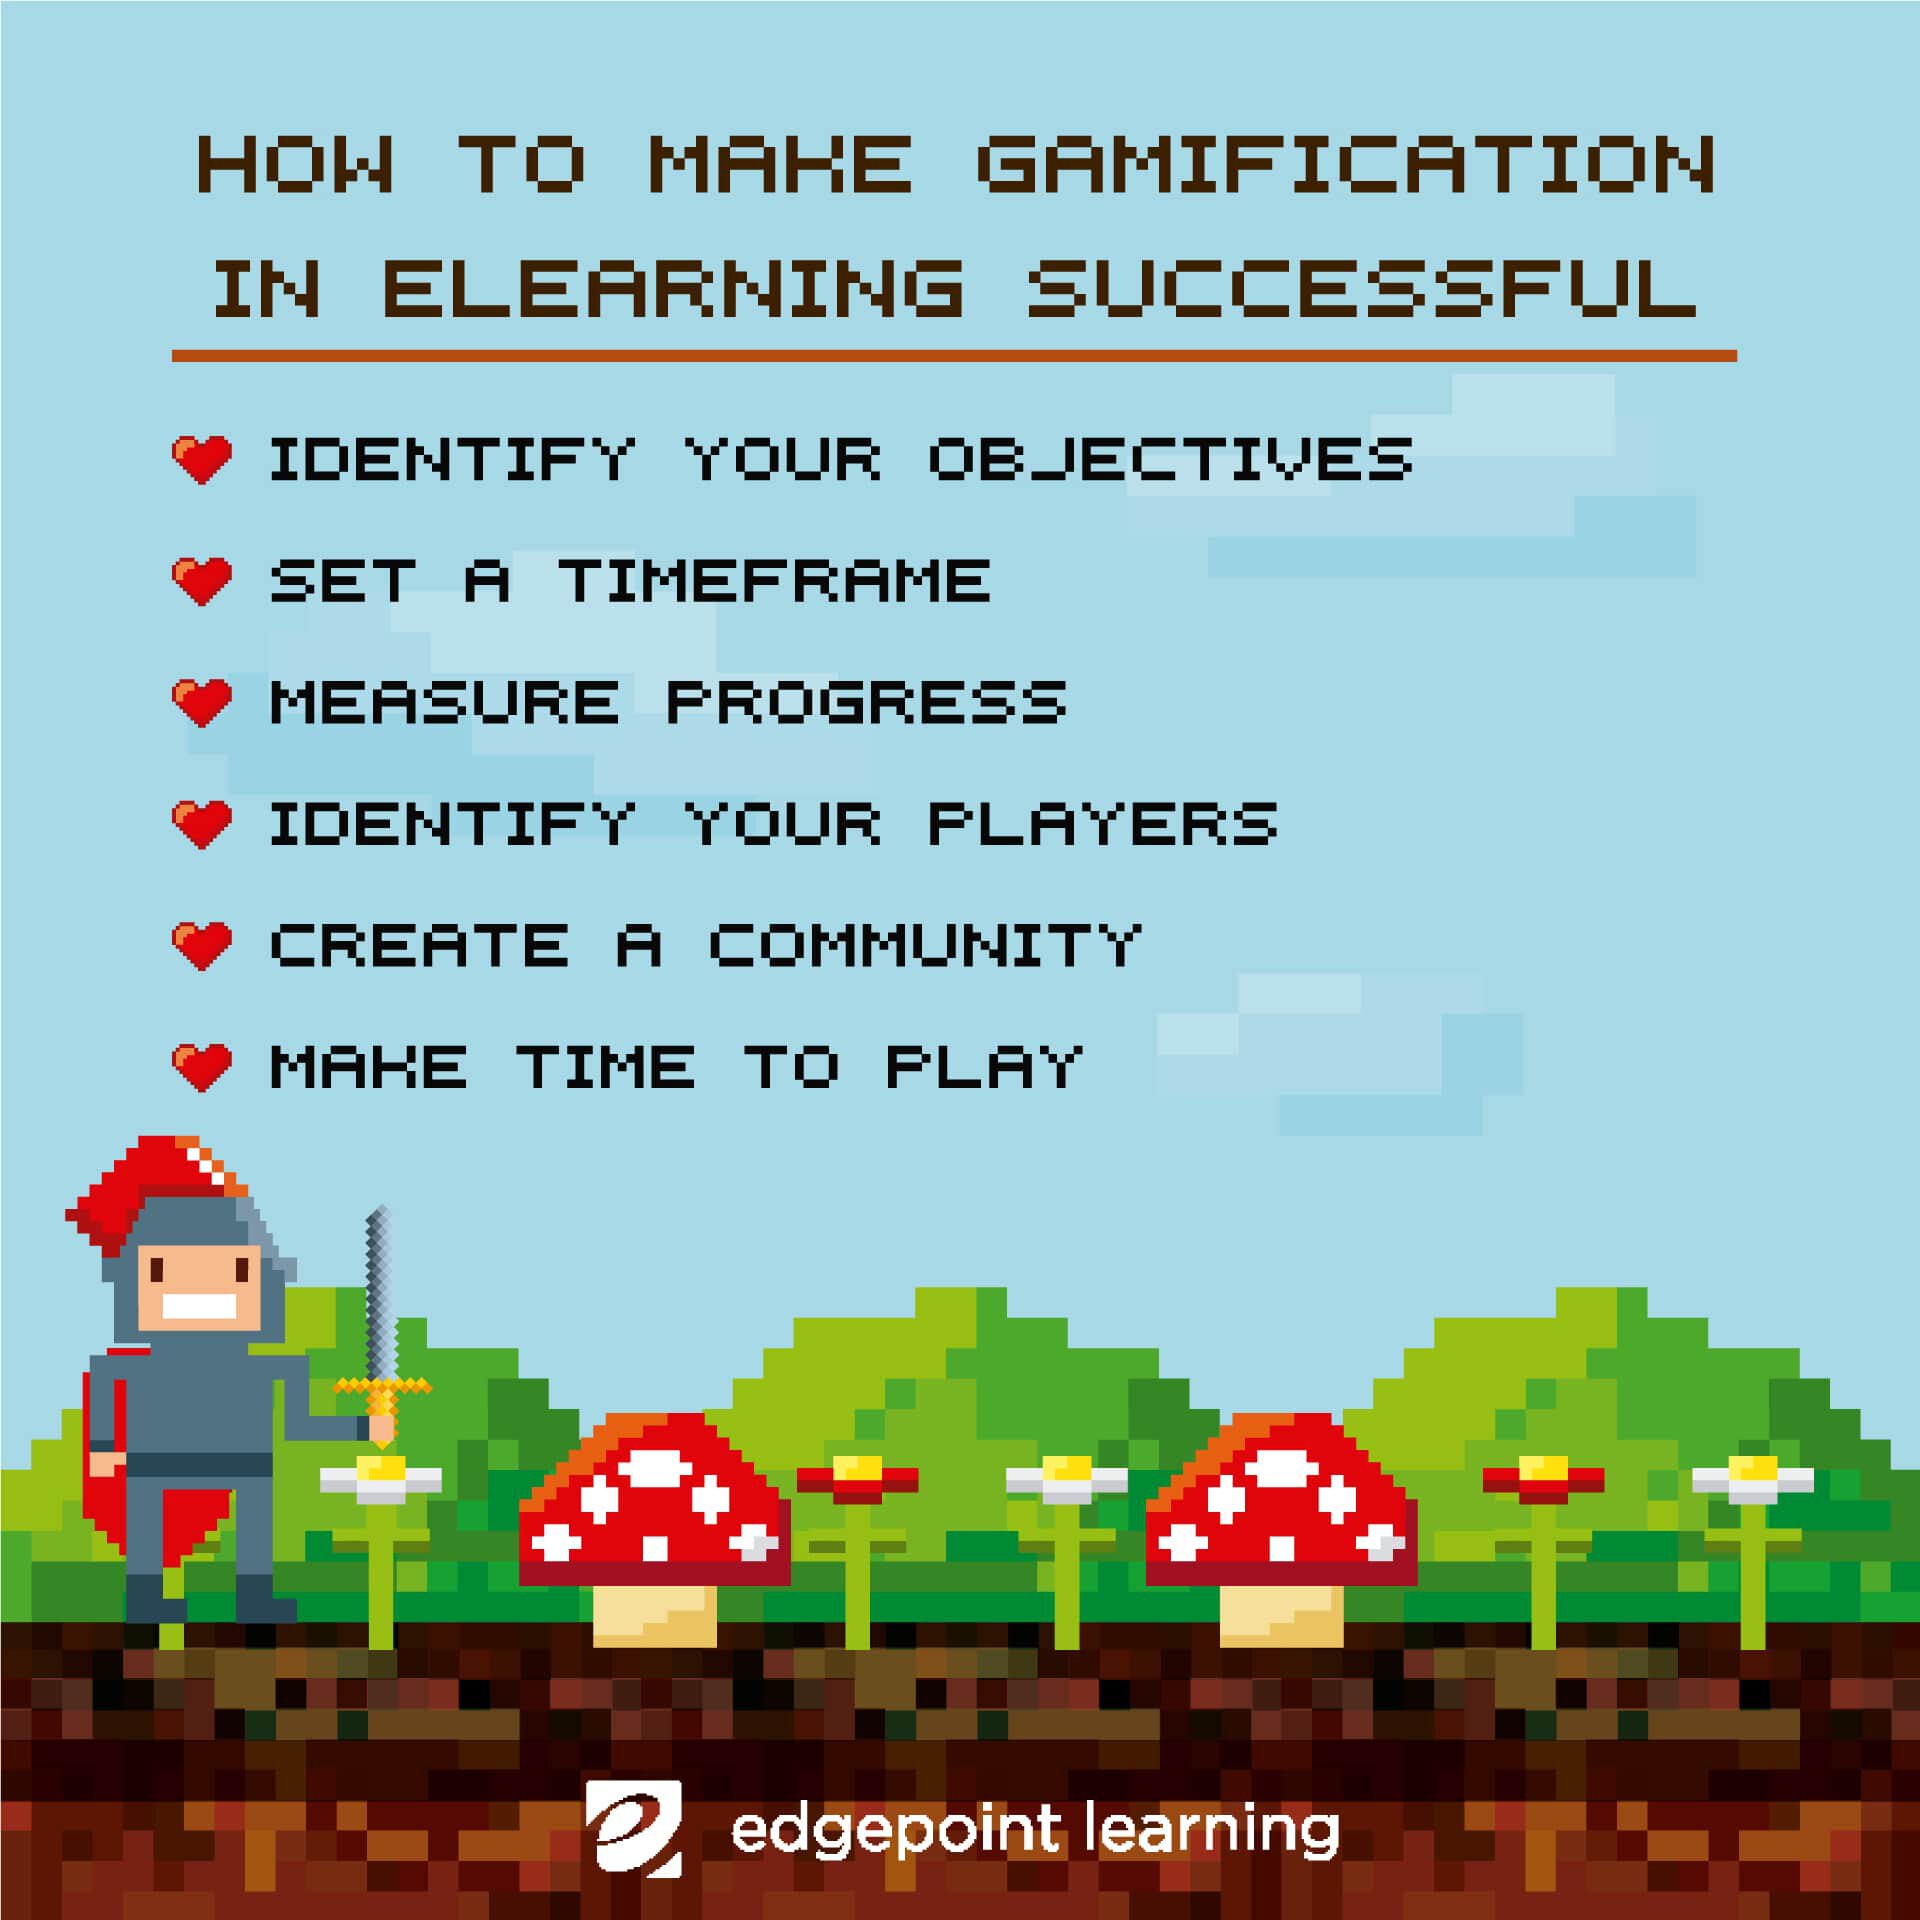 HOW TO MAKE GAMIFICATION
IN ELEARNING SUCCESSFUL
IDENTIFY YOUR OBJECTIVES
SET A TIMEFRAME
MEASURE PROGRESS
IDENTIFY YOUR PLAYERS
CREATE A COMMUNITY
MAKE TIME TO PLAY
edgepoint learning